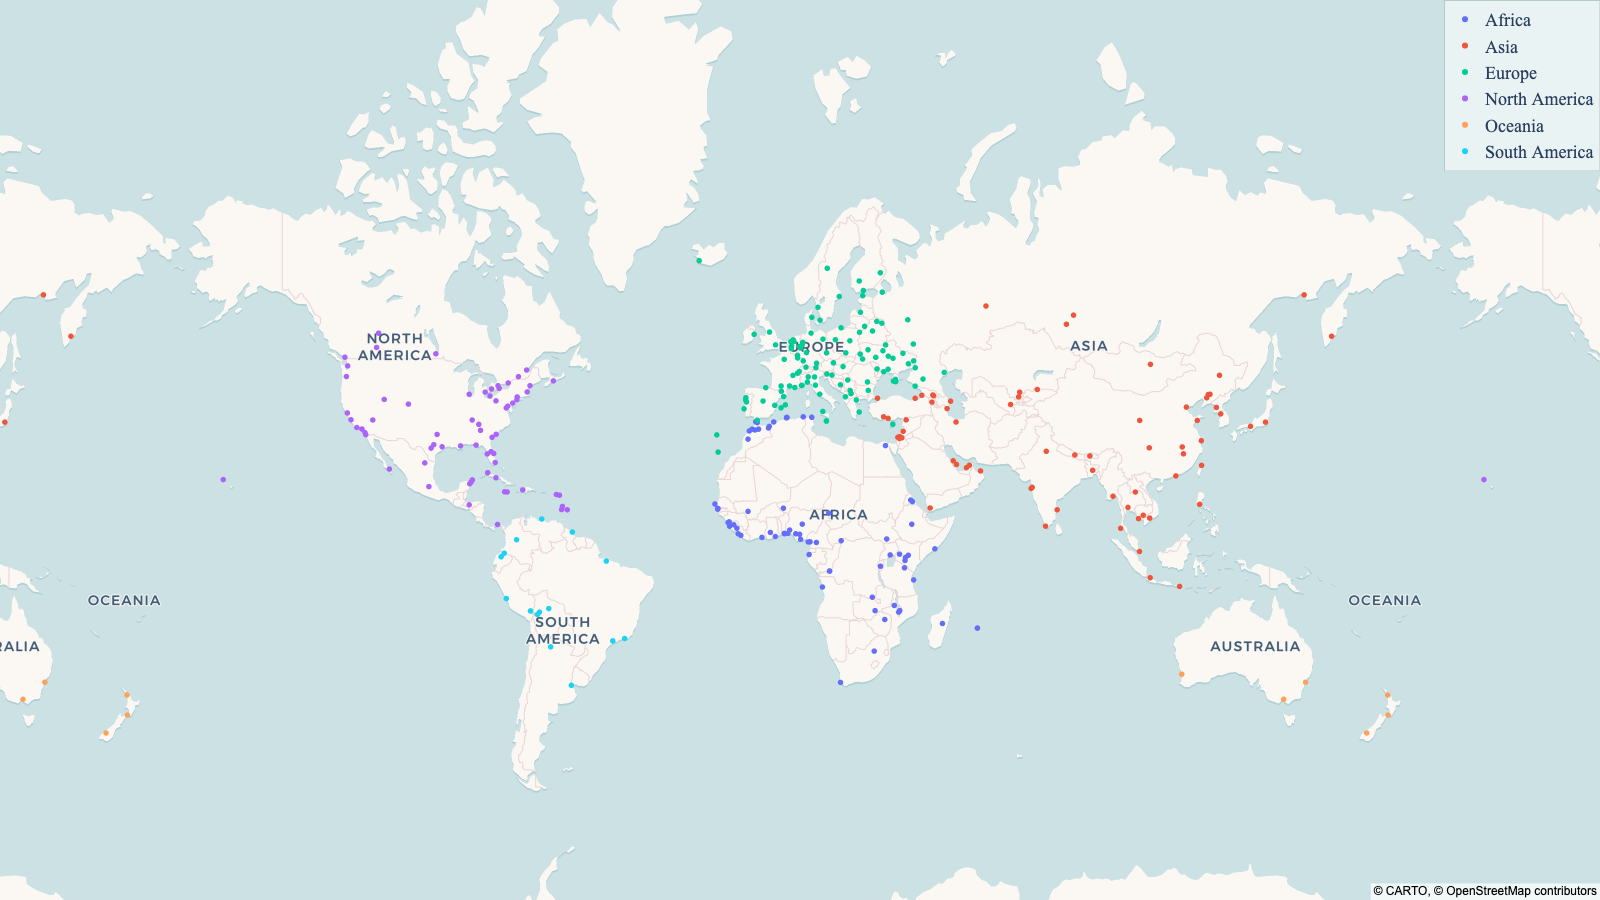 Africa
Asia
Europe
North America
Oceania
South America
NORTH
AMERICA
EUROPE
ASIA
AFRICA
OCEANIA
OCEANIA
SOUTH
AMERICA
RALIA
AUSTRALIA
© CARTO, © OpenStreetMap contributors